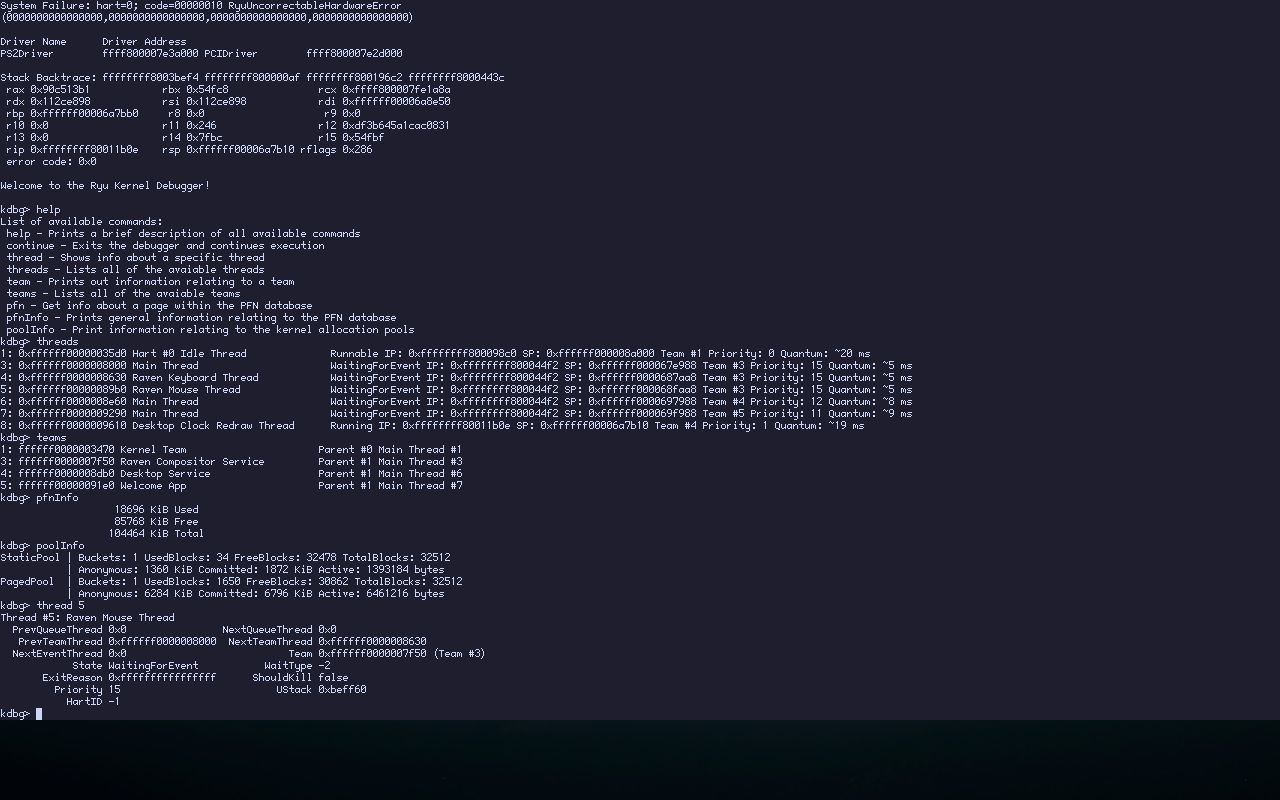 System Failure: hart=0; code=00000010 RyuUncorrectableHardwareError
(0000000000000000,0000000000000000,0000000000000000,0000000000000000)
Driver Name      Driver Address
PS2Driver        ffff800007e3a000 PCIDriver        ffff800007e2d000
Stack Backtrace: ffffffff8003bef4 ffffffff800000af ffffffff800196c2 ffffffff8000443c
rax 0x90c513b1 rbx 0x54fc8 rcx 0xffff800007fe1a8a
rdx 0x112ce898 rsi 0x112ce898 rdi 0xffffff00006a8e50
rbp 0xffffff00006a7bb0 r8 0x0 r9 0x0
r10 0x0 r11 0x246 r12 0xdf3b645a1cac0831
r13 0x0 r14 0x7fbc r15 0x54fbf
rip 0xffffffff80011b0e rsp 0xffffff00006a7b10 rflags 0x286
error code: 0x0
Welcome to the Ryu Kernel Debugger!
kdbg> help
List of available commands:
help - Prints a brief description of all available commands
continue - Exits the debugger and continues execution
thread - Shows info about a specific thread
threads - Lists all of the avaiable threads
team - Prints out information relating to a team
teams - Lists all of the avaiable teams
pfn - Get info about a page within the PFN database
pfnInfo - Prints general information relating to the PFN database
poolInfo - Print information relating to the kernel allocation pools
kdbg> threads
1: 0xffffff00000035d0 Hart #0 Idle Thread Runnable IP: 0xffffffff800098c0 SP: 0xffffff000008a000 Team #1 Priority: 0 Quantum: ~20 ms
3: 0xffffff0000008000 Main Thread WaitingForEvent IP: 0xffffffff800044f2 SP: 0xffffff000067e988 Team #3 Priority: 15 Quantum: ~5 ms
4: 0xffffff0000008630 Raven Keyboard Thread WaitingForEvent IP: 0xffffffff800044f2 SP: 0xffffff0000687aa8 Team #3 Priority: 15 Quantum: ~5 ms
5: 0xffffff00000089b0 Raven Mouse Thread WaitingForEvent IP: 0xffffffff800044f2 SP: 0xffffff000068faa8 Team #3 Priority: 15 Quantum: ~5 ms
6: 0xffffff0000008e60 Main Thread WaitingForEvent IP: 0xffffffff800044f2 SP: 0xffffff0000697988 Team #4 Priority: 12 Quantum: ~8 ms
7: 0xffffff0000009290 Main Thread WaitingForEvent IP: 0xffffffff800044f2 SP: 0xffffff000069f988 Team #5 Priority: 11 Quantum: ~9 ms
8: 0xffffff0000009610 Desktop Clock Redraw Thread Running IP: 0xffffffff80011b0e SP: 0xffffff00006a7b10 Team #4 Priority: 1 Quantum: ~19 ms
kdbg> teams
1: ffffff0000003470 Kernel Team Parent #0 Main Thread #1
3: ffffff0000007f50 Raven Compositor Service Parent #1 Main Thread #3
4: ffffff0000008db0 Desktop Service Parent #1 Main Thread #6
5: ffffff00000091e0 Welcome App Parent #1 Main Thread #7
kdbg> pfnInfo
18696 KiB Used
85768 KiB Free
104464 KiB Total
kdbg> poolInfo
StaticPool | Buckets: 1 UsedBlocks: 34 FreeBlocks: 32478 TotalBlocks: 32512
| Anonymous: 1360 KiB Committed: 1872 KiB Active: 1393184 bytes
PagedPool | Buckets: 1 UsedBlocks: 1650 FreeBlocks: 30862 TotalBlocks: 32512
| Anonymous: 6284 KiB Committed: 6796 KiB Active: 6461216 bytes
kdbg> thread 5
Thread #5: Raven Mouse Thread
PrevQueueThread 0x0 NextQueueThread 0x0
PrevTeamThread 0xffffff0000008000 NextTeamThread 0xffffff0000008630
NextEventThread 0x0 Team 0xffffff0000007f50 (Team #3)
State WaitingForEvent WaitType -2
ExitReason 0xffffffffffffffff ShouldKill false
Priority 15 UStack 0xbeff60
HartID -1
kdbg>